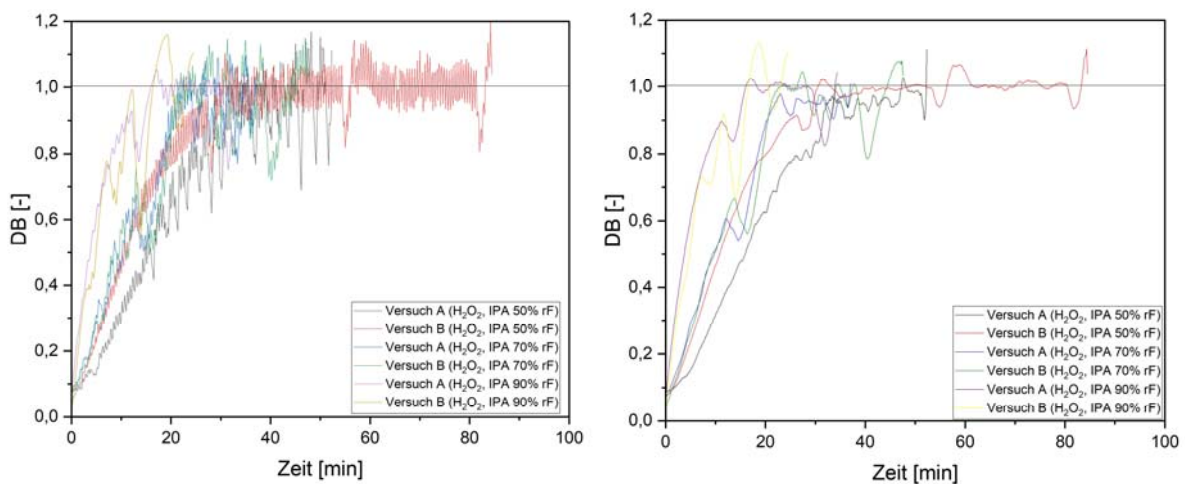 1,2
1,0
0,8
0,6
0,4
0,2
0,0
DB [-]
0
20
40
60
80
100
Zeit [min]
Versuch A (H₂O₂, IPA 50% rF)
Versuch B (H₂O₂, IPA 50% rF)
Versuch A (H₂O₂, IPA 70% rF)
Versuch B (H₂O₂, IPA 70% rF)
Versuch A (H₂O₂, IPA 90% rF)
Versuch B (H₂O₂, IPA 90% rF)
1,2
1,0
0,8
0,6
0,4
0,2
0,0
DB [-]
0
20
40
60
80
100
Zeit [min]
Versuch A (H₂O₂, IPA 50% rF)
Versuch B (H₂O₂, IPA 50% rF)
Versuch A (H₂O₂, IPA 70% rF)
Versuch B (H₂O₂, IPA 70% rF)
Versuch A (H₂O₂, IPA 90% rF)
Versuch B (H₂O₂, IPA 90% rF)